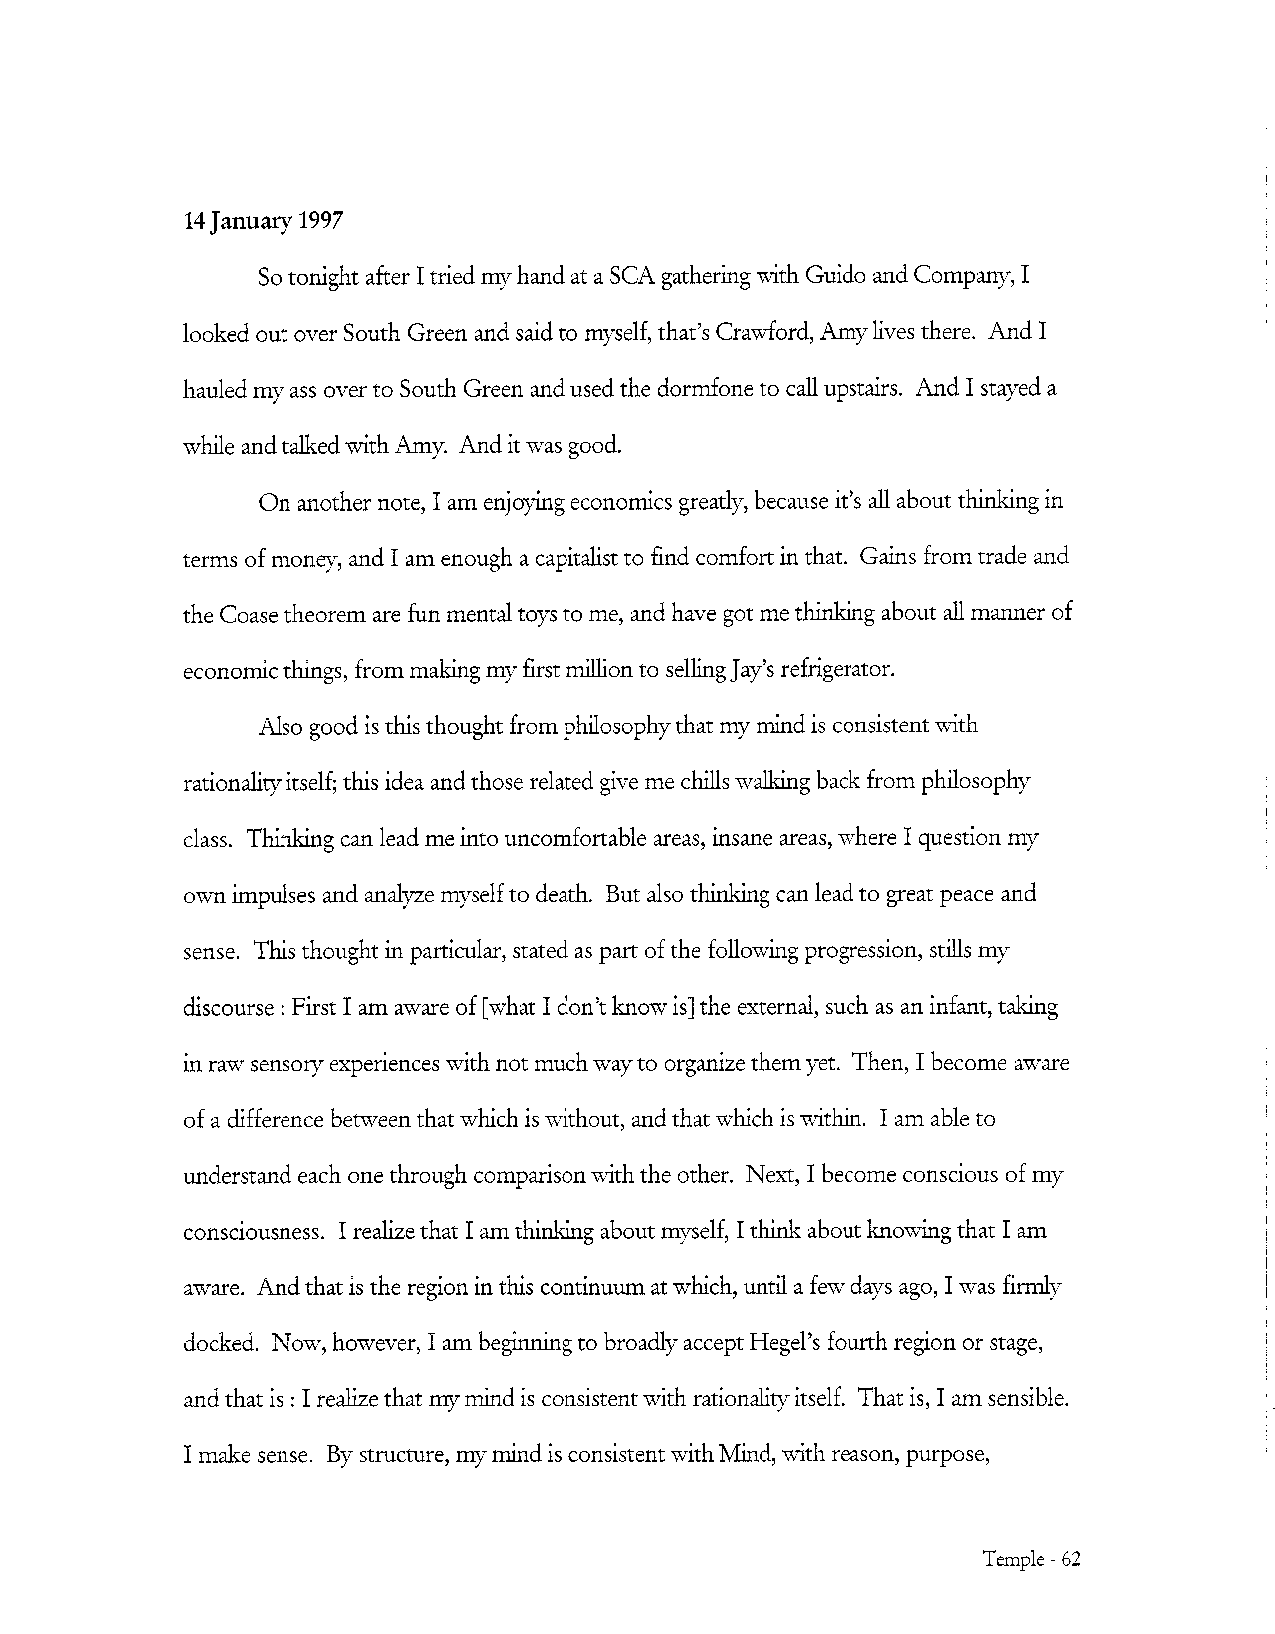 14 January 1997
So tonight after I tried my hand at a SCA gathering with Guido and Company, I
looked out over South Green and said to myself, that's Crawford, Amy lives there. And I
hauled my ass over to South Green and used the dormfone to call upstairs. And I stayed a
while and talked with Amy. And it was good.
On another note, I am enjoying economics greatly, because it's all about thinking in
terms of money, and I am enough a capitalist to find comfort in that. Gains from trade and
the Coase theorem are fun mental toys to me, and have got me thinking about all manner of
economic things, from making my first million to selling Jay's refrigerator.
Also good is this thought from philosophy that my mind is consistent with
rationality itself; this idea and those related give me chills walking back from philosophy
class. Thinking can lead me into uncomfortable areas, insane areas, where I question my
own impulses and analyze myself to death. But also thinking can lead to great peace and
sense. This thought in particular, stated as part of the following progression, stills my
discourse : First I am aware of [what I don't know is] the external, such as an infant, taking
in raw sensory experiences with not much way to organize them yet. Then, I become aware
of a difference between that which is without, and that which is within. I am able to
understand each one through comparison with the other. Next, I become conscious of my
consciousness. I realize that I am thinking about myself, I think about knowing that I am
aware. And that is the region in this continuum at which, until a few days ago, I was firmly
docked. Now, however, I am beginning to broadly accept Hegel's fourth region or stage,
and that is : I realize that my mind is consistent with rationality itself. That is, I am sensible.
I make sense. By structure, my mind is consistent with Mind, with reason, purpose,
Temple - 62